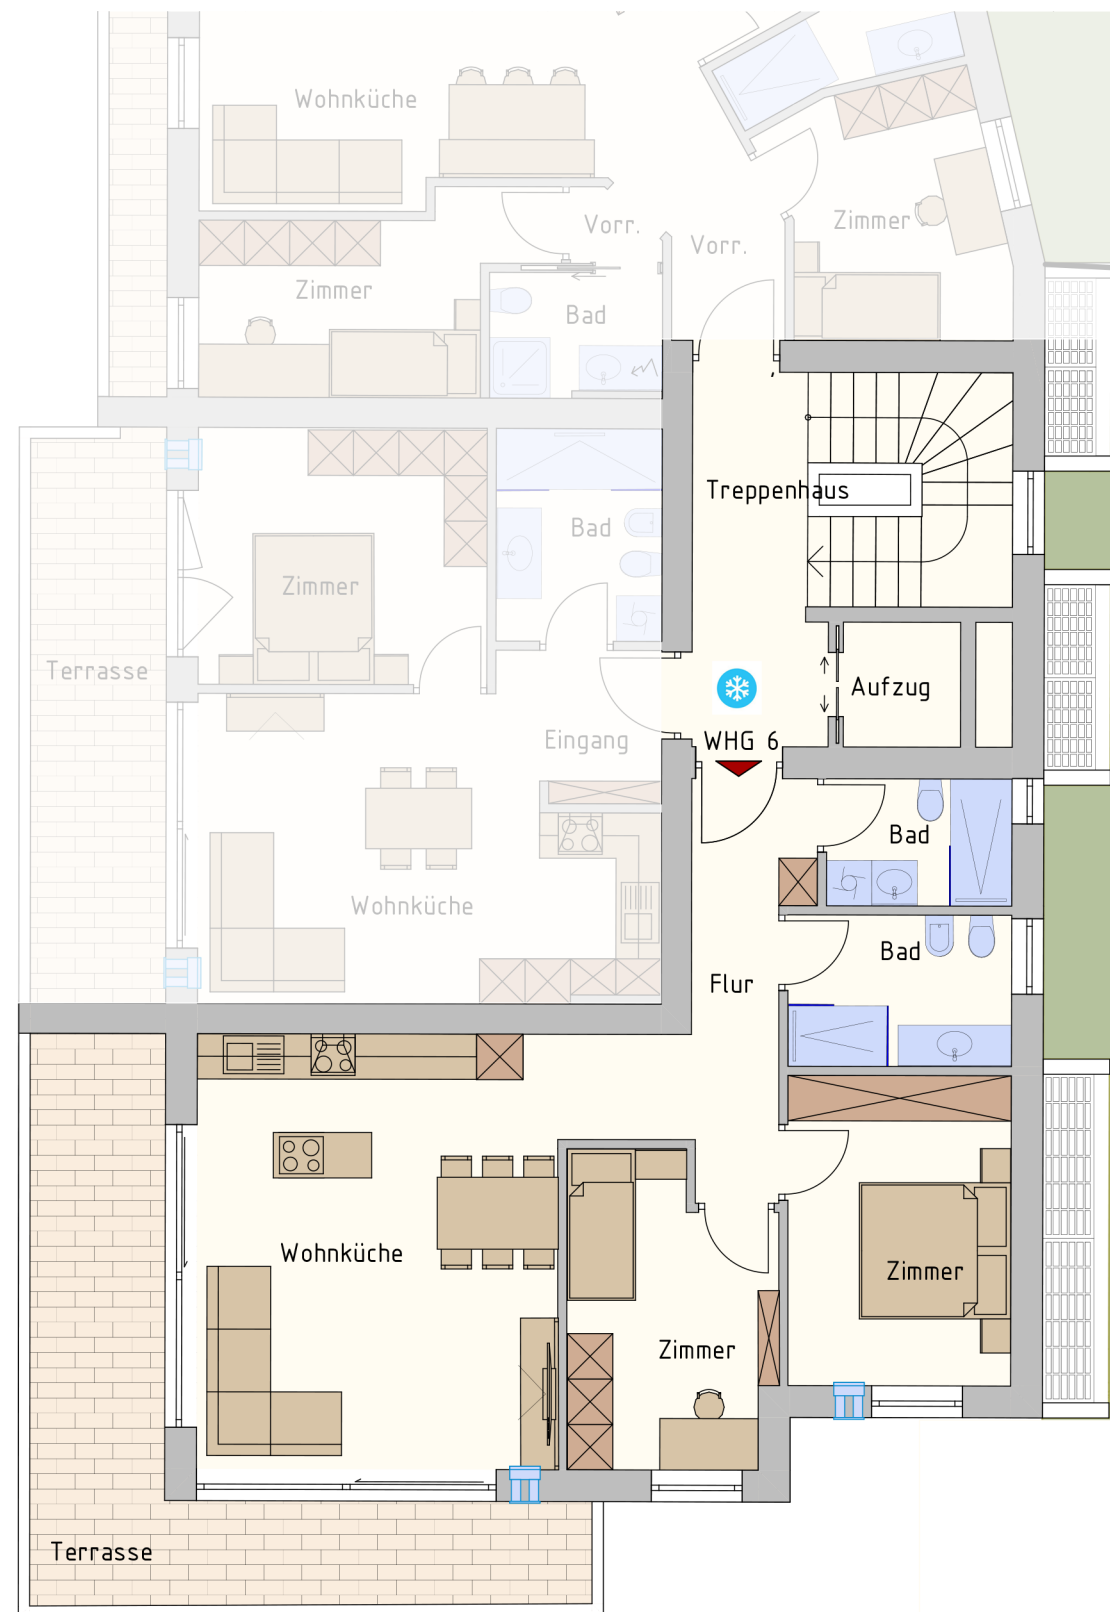 Wohnküche
Vorr.
Zimmer
Vorr.
Zimmer
Bad
Treppenhaus
Bad
Zimmer
Terrasse
Aufzug
Eingang
WHG 6
Bad
Wohnküche
Bad
Flur
Wohnküche
Zimmer
Zimmer
Terrasse